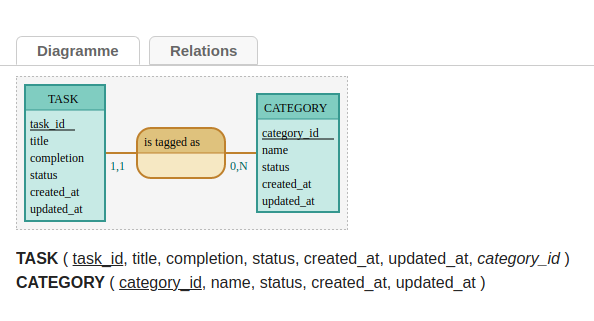 Diagramme
Relations
TASK
task_id
title
completion
status
created_at
updated_at
1,1
is tagged as
0,N
CATEGORY
category_id
name
status
created_at
updated_at
TASK ( task_id, title, completion, status, created_at, updated_at, category_id )
CATEGORY ( category_id, name, status, created_at, updated_at )